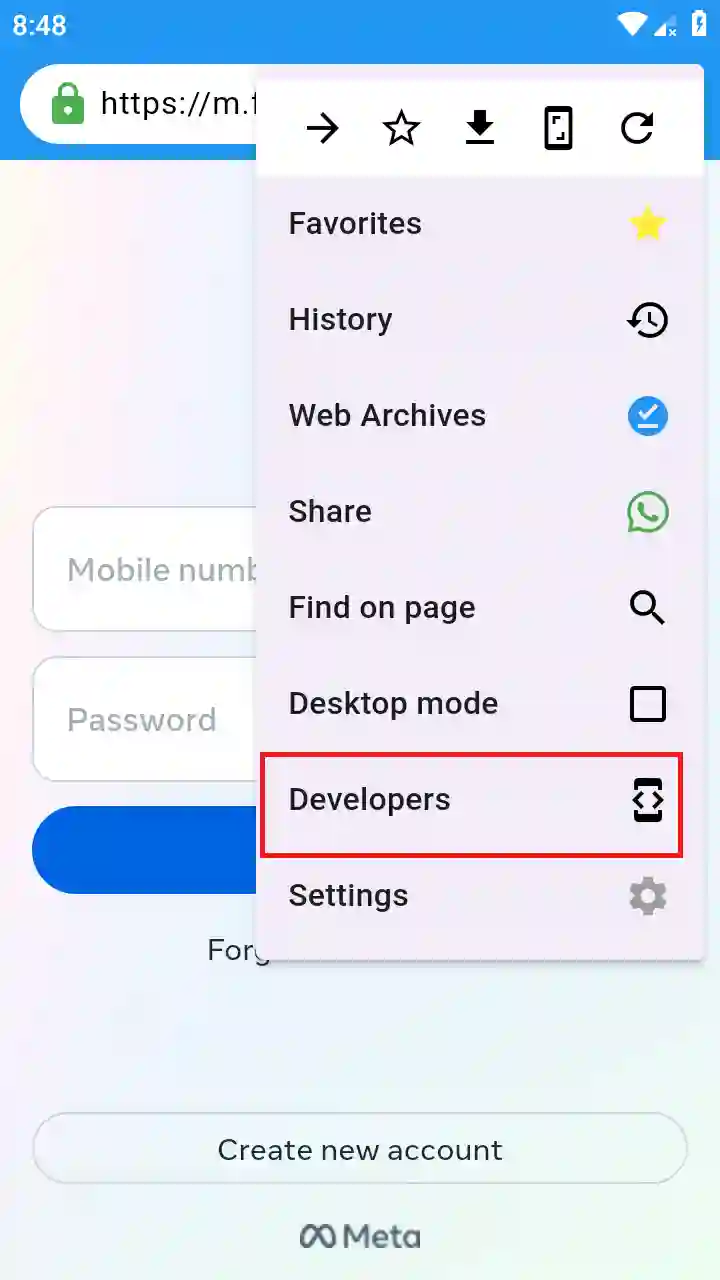 8:48
https://m.f
Favorites
History
Web Archives
Share
Find on page
Mobile numb
Desktop mode
Password
Developers
Settings
Forg
Create new account
Meta